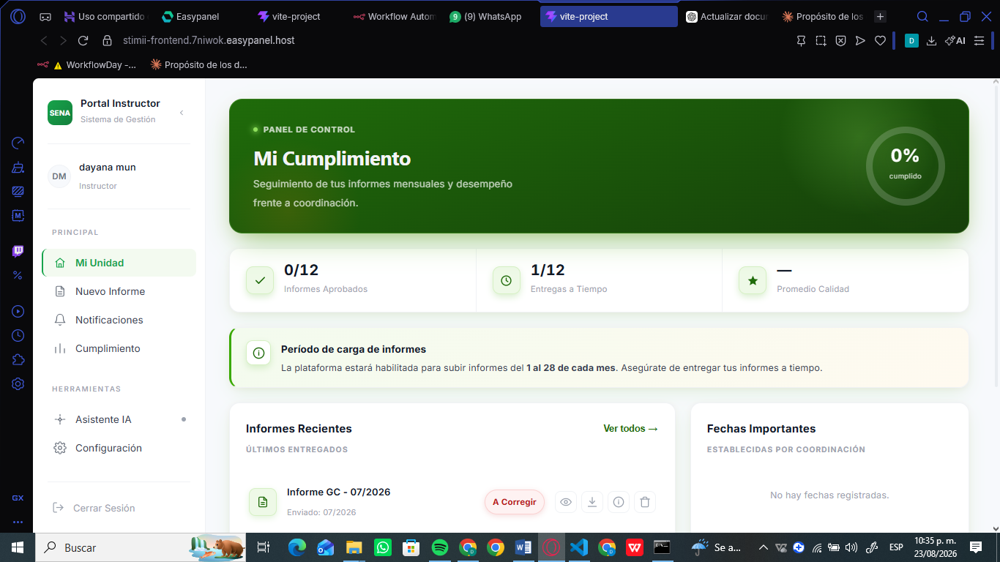 Uso compartido
Easypanel
vite-project
Workflow Autom
(9) WhatsApp
vite-project
Actualizar docu
Propósito de los
stimii-frontend.7niwok.easypanel.host
D
AI
WorkflowDay -...
Propósito de los d...
SENA
Portal Instructor
Sistema de Gestión
DM
dayana mun
Instructor
PRINCIPAL
Mi Unidad
Nuevo Informe
Notificaciones
Cumplimiento
HERRAMIENTAS
Asistente IA
Configuración
Cerrar Sesión
GX
PANEL DE CONTROL
Mi Cumplimiento
Seguimiento de tus informes mensuales y desempeño
frente a coordinación.
0%
cumplido
0/12
Informes Aprobados
1/12
Entregas a Tiempo
—
Promedio Calidad
Período de carga de informes
La plataforma estará habilitada para subir informes del 1 al 28 de cada mes. Asegúrate de entregar tus informes a tiempo.
Informes Recientes
Ver todos →
ÚLTIMOS ENTREGADOS
Informe GC - 07/2026
Enviado: 07/2026
A Corregir
Fechas Importantes
ESTABLECIDAS POR COORDINACIÓN
No hay fechas registradas.
Buscar
Se a...
ESP
10:35 p. m.
23/08/2026